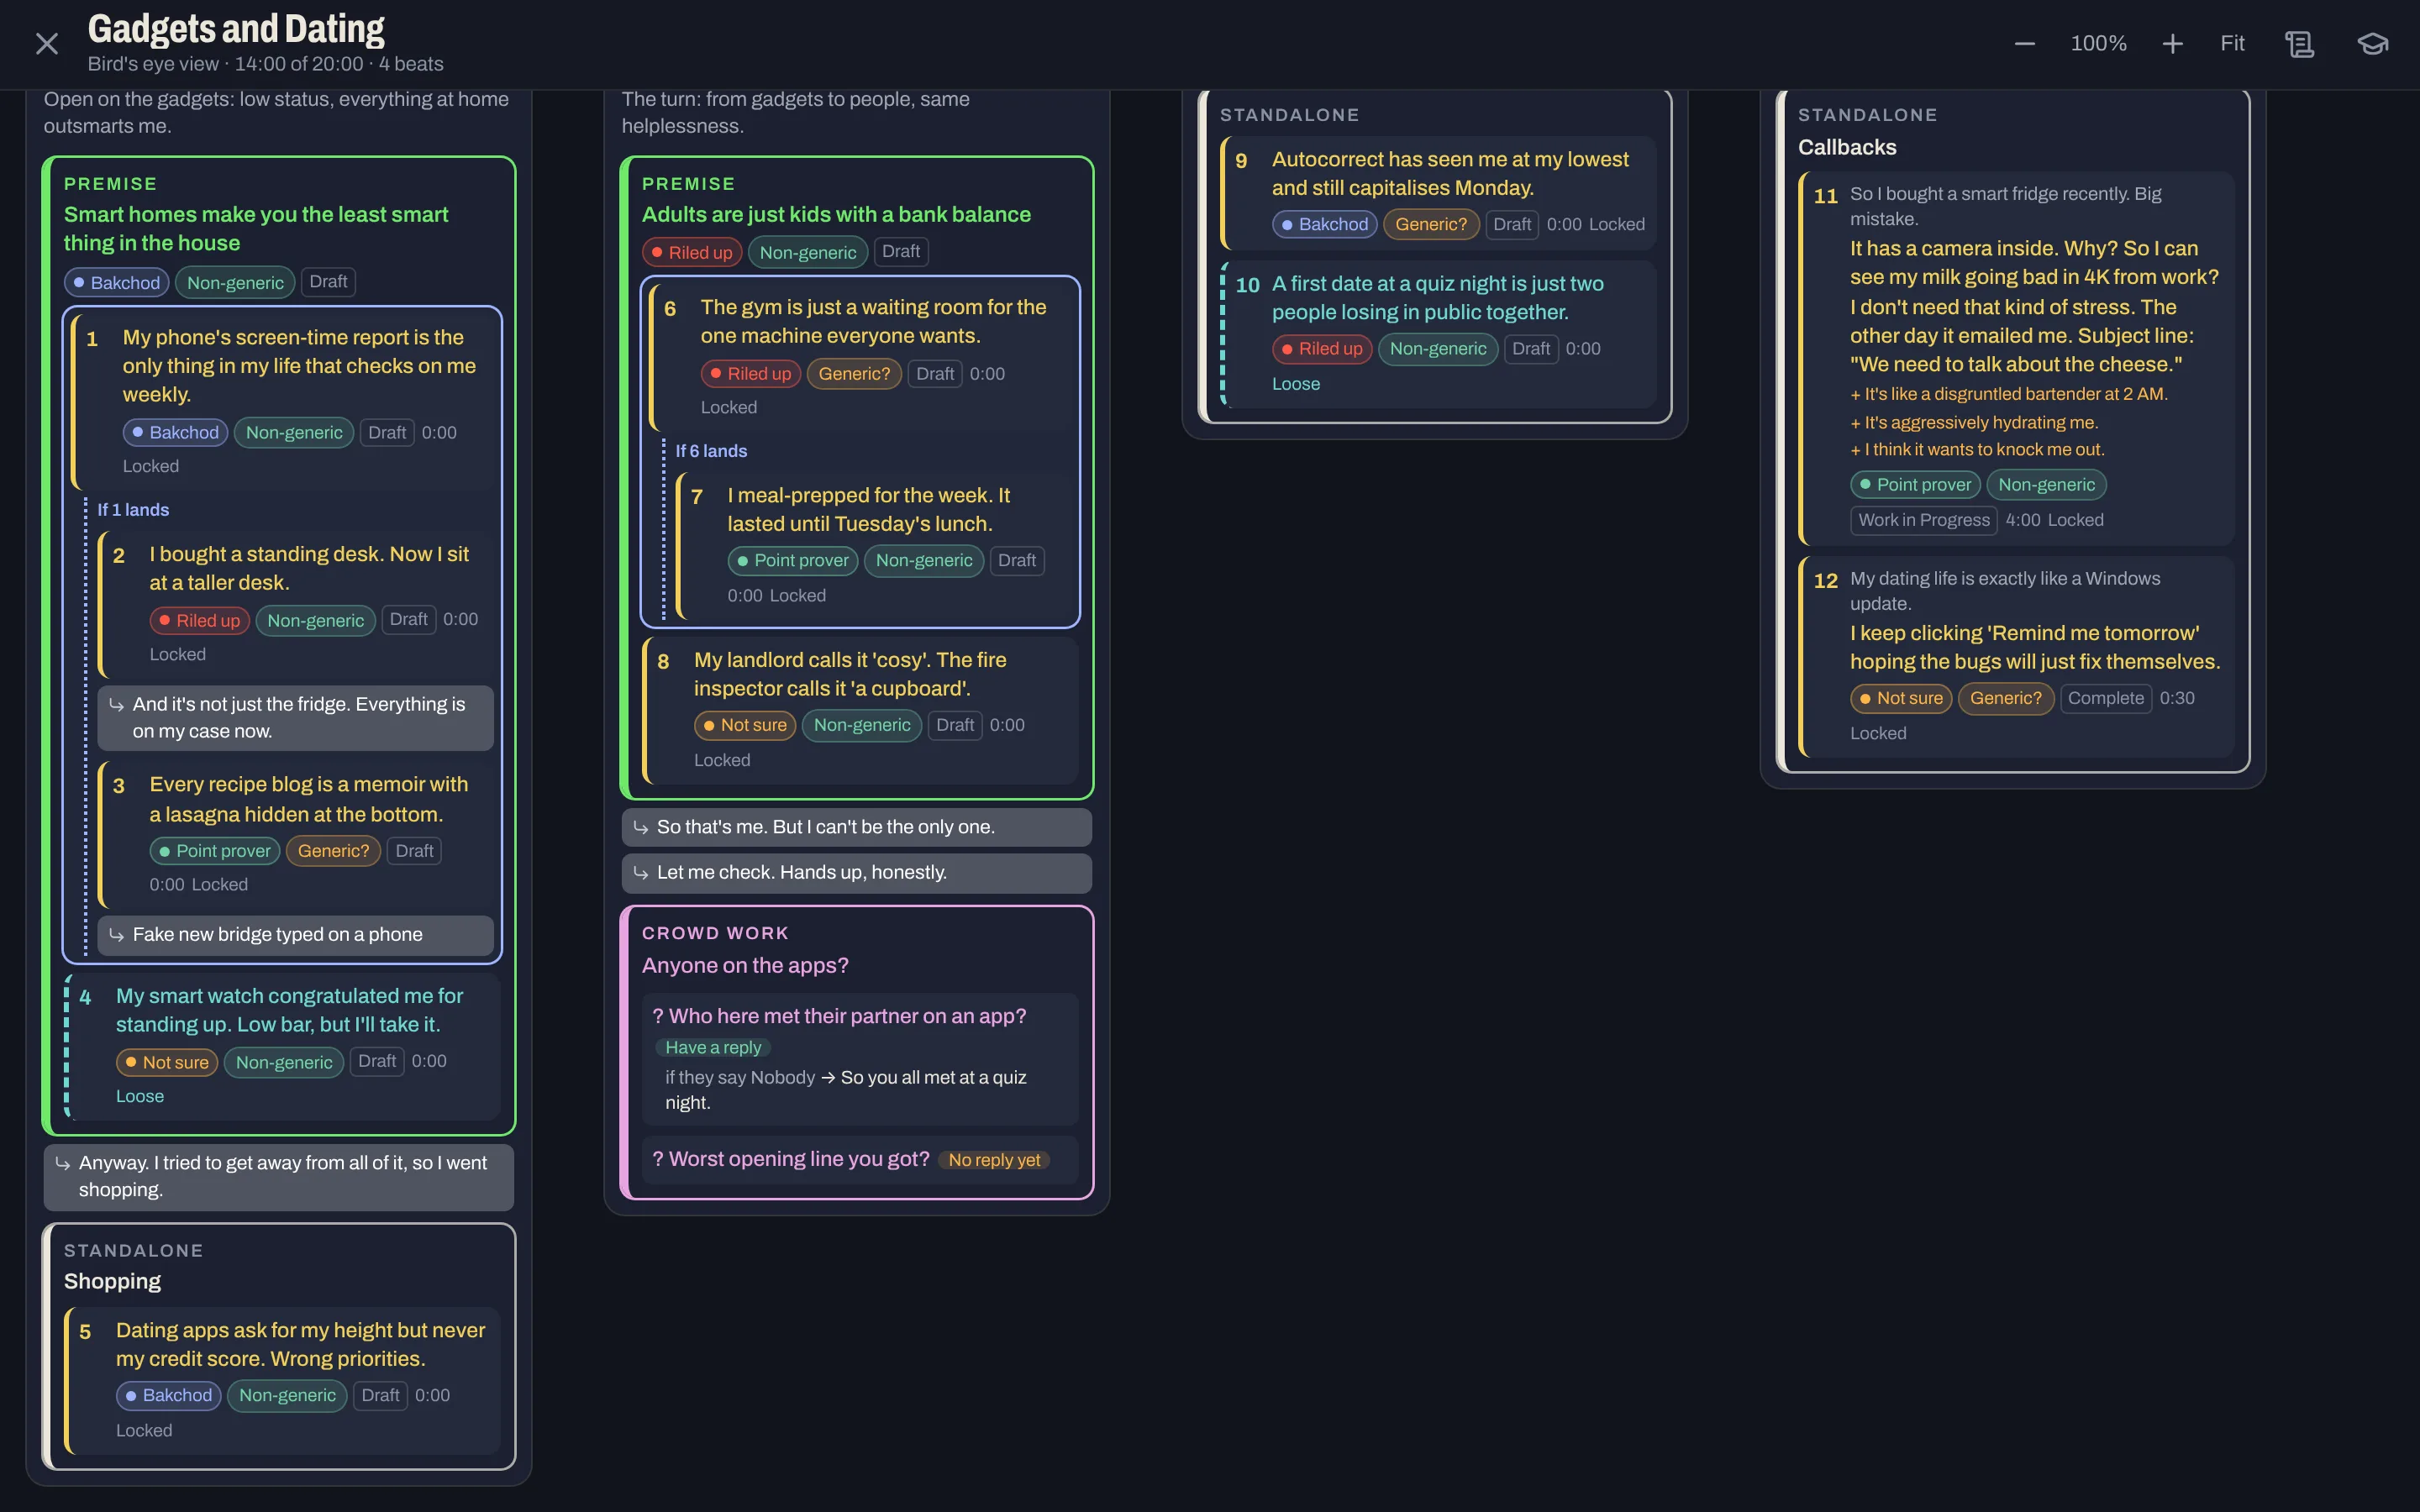 Gadgets and Dating
Bird's eye view · 14:00 of 20:00 · 4 beats
100%
Fit
Open on the gadgets: low status, everything at home
outsmarts me.
PREMISE
Smart homes make you the least smart
thing in the house
Bakchod Non-generic Draft
1 My phone's screen-time report is the
only thing in my life that checks on me
weekly.
Bakchod Non-generic Draft 0:00
Locked
If 1 lands
2 I bought a standing desk. Now I sit
at a taller desk.
Riled up Non-generic Draft 0:00
Locked
And it's not just the fridge. Everything is
on my case now.
3 Every recipe blog is a memoir with
a lasagna hidden at the bottom.
Point prover Generic? Draft
0:00 Locked
Fake new bridge typed on a phone
4 My smart watch congratulated me for
standing up. Low bar, but I'll take it.
Not sure Non-generic Draft 0:00
Loose
Anyway. I tried to get away from all of it, so I went
shopping.
STANDALONE
Shopping
5 Dating apps ask for my height but never
my credit score. Wrong priorities.
Bakchod Non-generic Draft 0:00
Locked
The turn: from gadgets to people, same
helplessness.
PREMISE
Adults are just kids with a bank balance
Riled up Non-generic Draft
6 The gym is just a waiting room for the
one machine everyone wants.
Riled up Generic? Draft 0:00
Locked
If 6 lands
7 I meal-prepped for the week. It
lasted until Tuesday's lunch.
Point prover Non-generic Draft
0:00 Locked
8 My landlord calls it 'cosy'. The fire
inspector calls it 'a cupboard'.
Not sure Non-generic Draft 0:00
Locked
So that's me. But I can't be the only one.
Let me check. Hands up, honestly.
CROWD WORK
Anyone on the apps?
? Who here met their partner on an app?
Have a reply
if they say Nobody → So you all met at a quiz
night.
? Worst opening line you got? No reply yet
STANDALONE
9 Autocorrect has seen me at my lowest
and still capitalises Monday.
Bakchod Generic? Draft 0:00 Locked
10 A first date at a quiz night is just two
people losing in public together.
Riled up Non-generic Draft 0:00
Loose
STANDALONE
Callbacks
11 So I bought a smart fridge recently. Big
mistake.
It has a camera inside. Why? So I can
see my milk going bad in 4K from work?
I don't need that kind of stress. The
other day it emailed me. Subject line:
"We need to talk about the cheese."
+ It's like a disgruntled bartender at 2 AM.
+ It's aggressively hydrating me.
+ I think it wants to knock me out.
Point prover Non-generic
Work in Progress 4:00 Locked
12 My dating life is exactly like a Windows
update.
I keep clicking 'Remind me tomorrow'
hoping the bugs will just fix themselves.
Not sure Generic? Complete 0:30
Locked